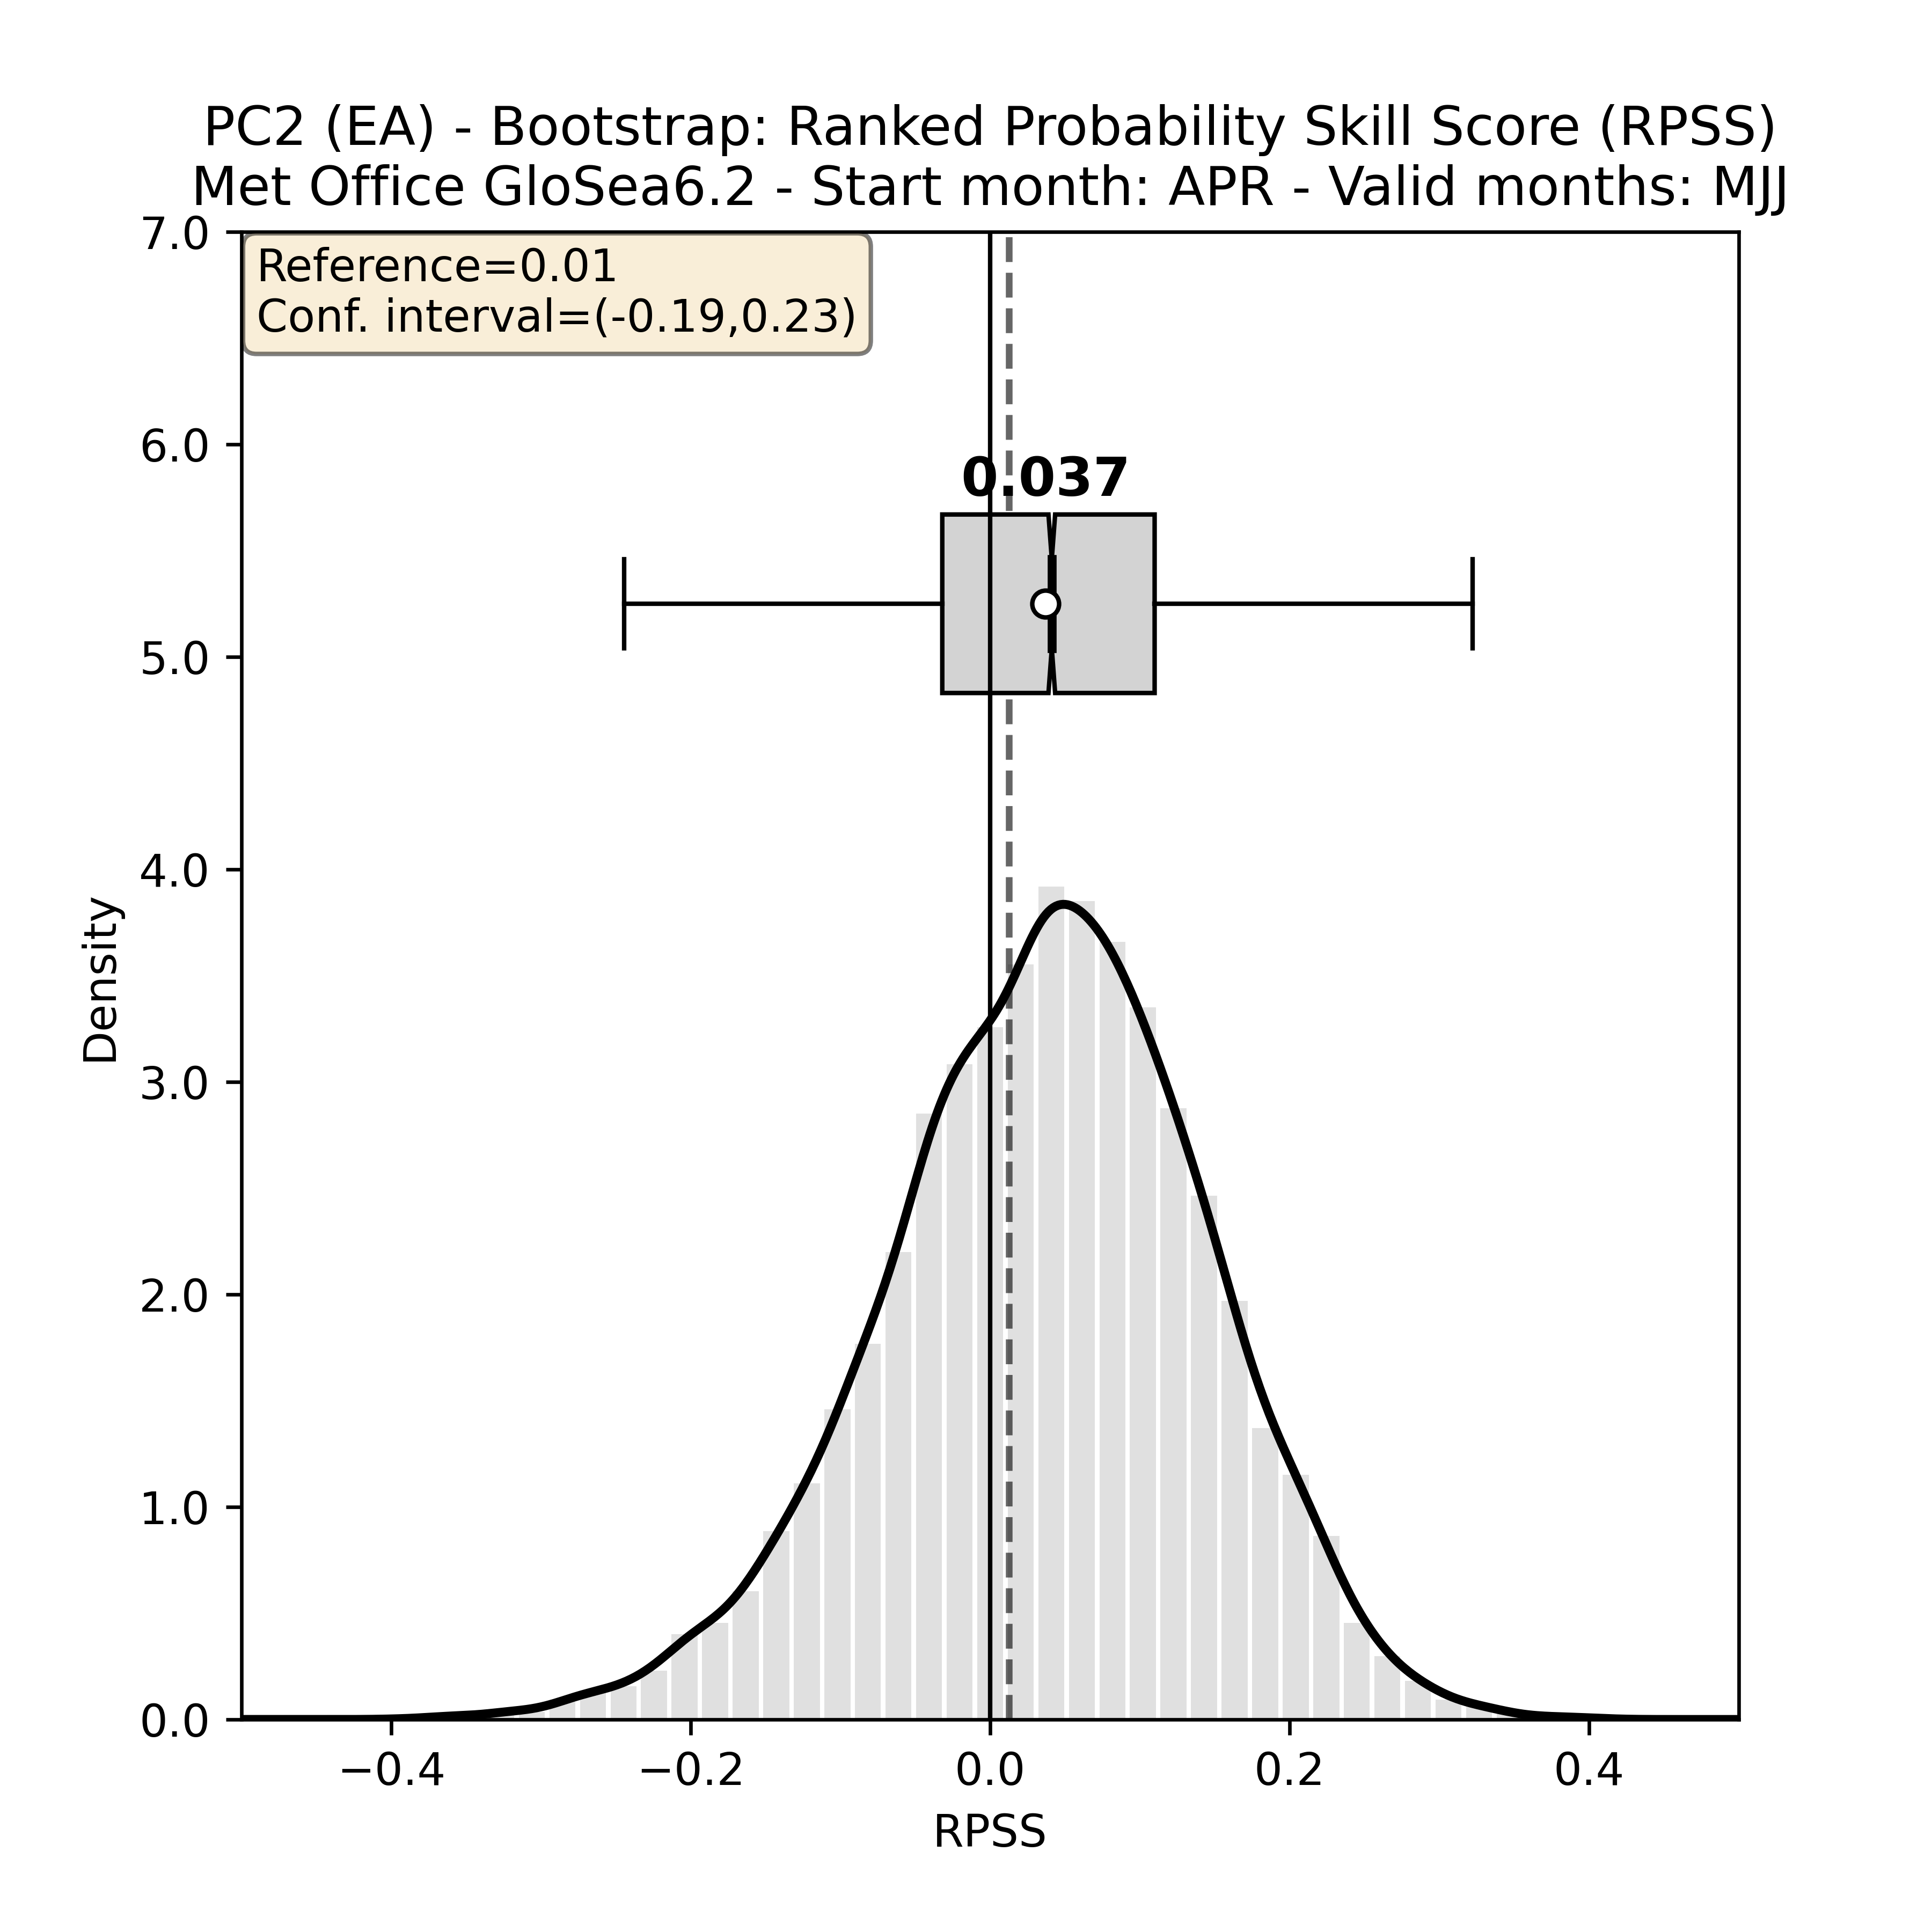 PC2 (EA) - Bootstrap: Ranked Probability Skill Score (RPSS)
Met Office GloSea6.2 - Start month: APR - Valid months: MJJ
7.0
Reference=0.01
Conf. interval=(-0.19,0.23)
6.0
0.037
5.0
4.0
Density
3.0
2.0
1.0
0.0
−0.4 −0.2 0.0 0.2 0.4
RPSS